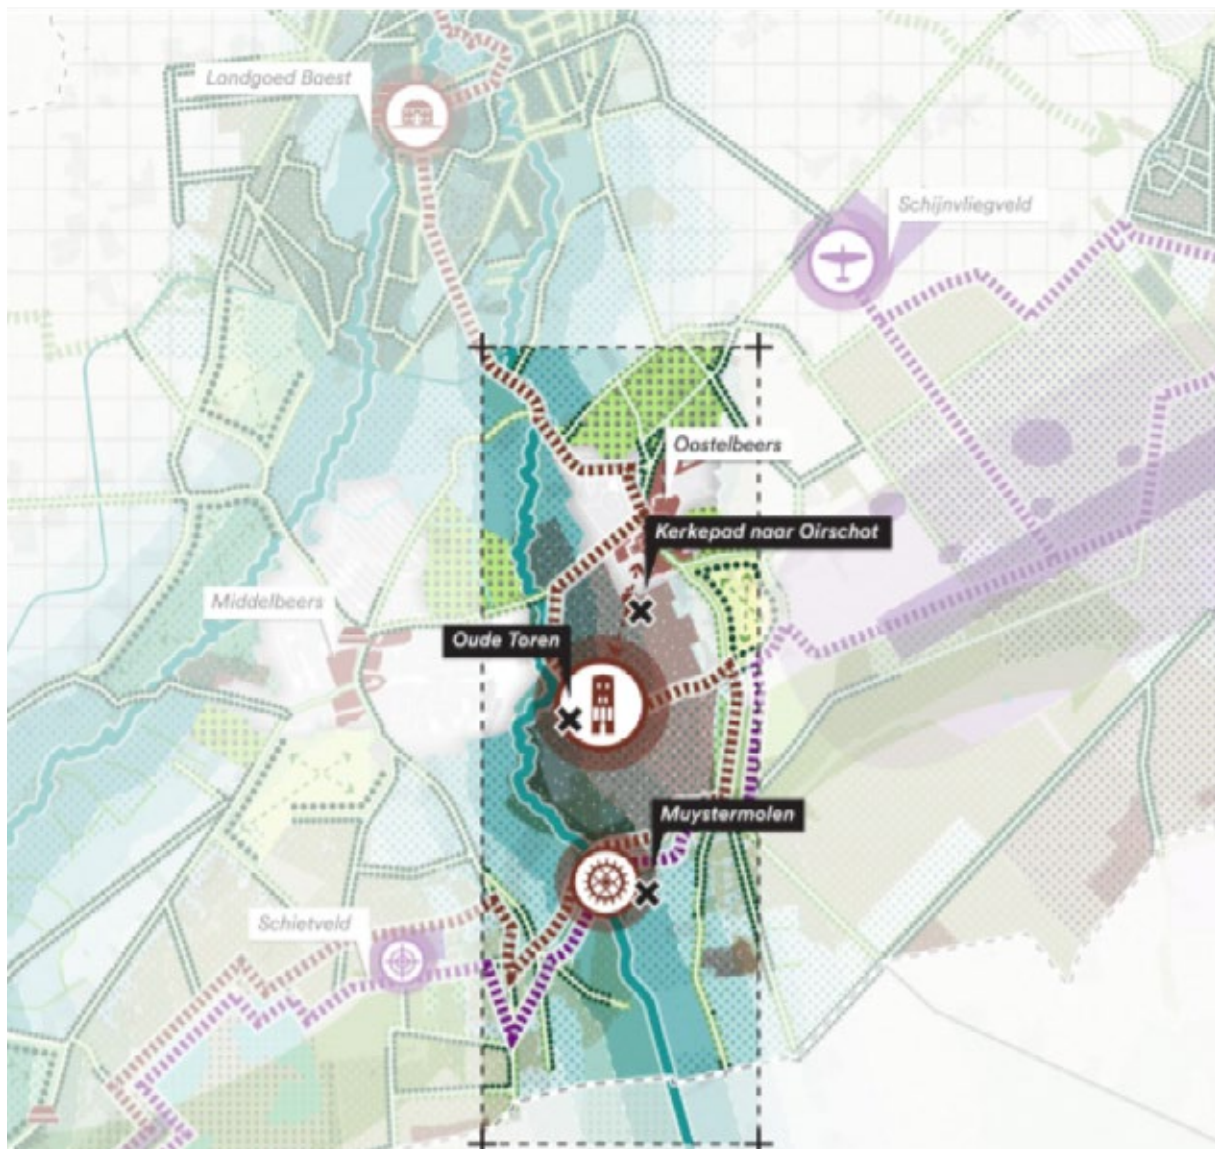 Landgoed Baest
Schijnvliegveld
Oostelbeers
Kerkepad naar Oirschot
Middelbeers
Oude Toren
Muystermolen
Schietveld